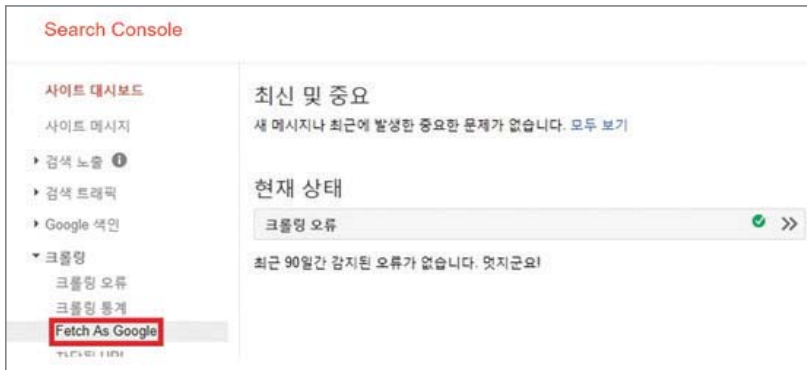 Search Console
사이트 대시보드
사이트 메시지
검색 노출
검색 트래픽
Google 색인
크롤링
크롤링 오류
크롤링 통계
Fetch As Google
최신 및 중요
새 메시지나 최근에 발생한 중요한 문제가 없습니다. 모두 보기
현재 상태
크롤링 오류
최근 90일간 감지된 오류가 없습니다. 멋지군요!